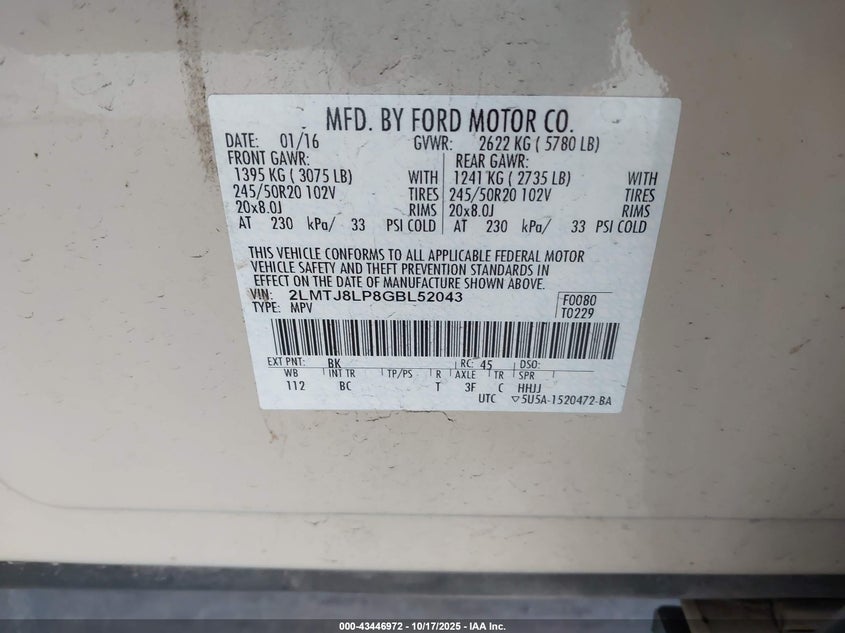 MFD. BY FORD MOTOR CO.
DATE: 01/16 GVWR: 2622 KG ( 5780 LB)
FRONT GAWR: REAR GAWR:
1395 KG ( 3075 LB) WITH 1241 KG ( 2735 LB) WITH
245/50R20 102V TIRES 245/50R20 102V TIRES
20x8.0J RIMS 20x8.0J RIMS
AT 230 kPa/ 33 PSI COLD AT 230 kPa/ 33 PSI COLD
THIS VEHICLE CONFORMS TO ALL APPLICABLE FEDERAL MOTOR
VEHICLE SAFETY AND THEFT PREVENTION STANDARDS IN
EFFECT ON THE DATE OF MANUFACTURE SHOWN ABOVE.
VIN: 2LMTJ8LP8GBL52043 F0080
TYPE: MPV T0229
EXT PNT: BK RC: 45 DSO:
WB INT TR TP/PS R AXLE TR SPR
112 BC T 3F C HHJJ
UTC ▽5U5A-1520472-BA
000-43446972 - 10/17/2025 - IAA Inc.